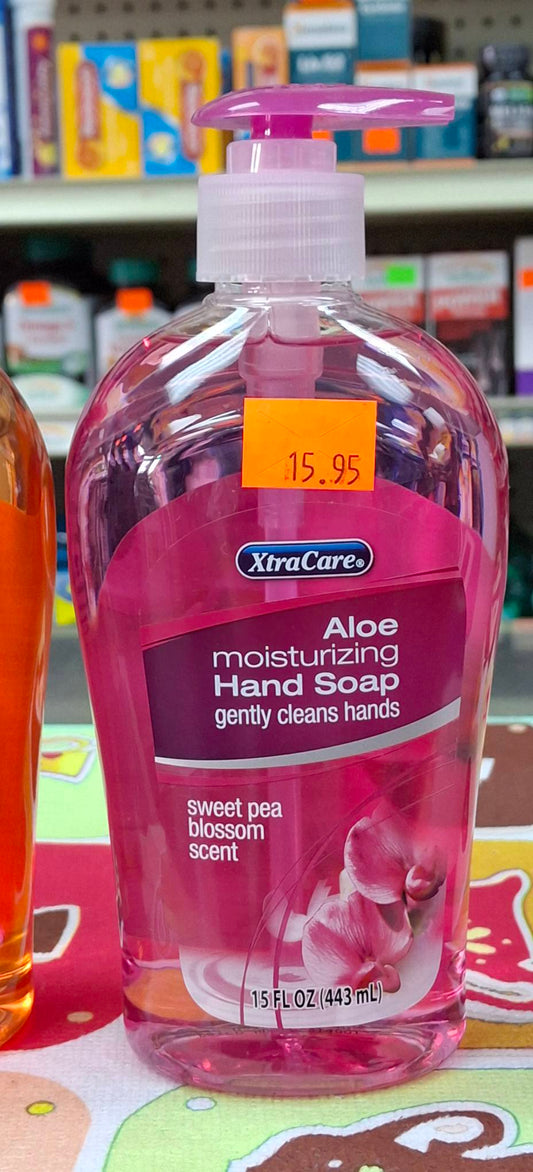 15.95
XtraCare®
Aloe
moisturizing
Hand Soap
gently cleans hands
sweet pea
blossom
scent
15 FL OZ (443 mL)